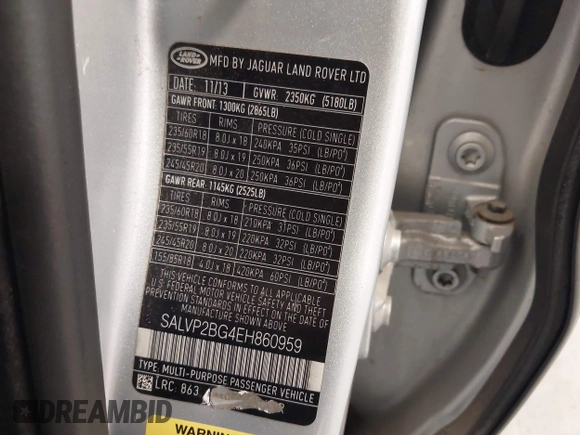 LAND
ROVER
MFD BY JAGUAR LAND ROVER LTD
DATE: 11/13 GVWR: 2350KG (5180LB)
GAWR FRONT: 1300KG (2865LB)
TIRES RIMS PRESSURE (COLD SINGLE)
235/60R18 8.0J x 18 240KPA 35PSI (LB/PO²)
235/55R19 8.0J x 19 250KPA 36PSI (LB/PO²)
245/45R20 8.0J x 20 250KPA 36PSI (LB/PO²)
GAWR REAR: 1145KG (2525LB)
TIRES RIMS PRESSURE (COLD SINGLE)
235/60R18 8.0J x 18 210KPA 31PSI (LB/PO²)
235/55R19 8.0J x 19 220KPA 32PSI (LB/PO²)
245/45R20 8.0J x 20 220KPA 32PSI (LB/PO²)
155/85R18 4.0J x 18 420KPA 60PSI (LB/PO²)
THIS VEHICLE CONFORMS TO ALL APPLICABLE
U.S FEDERAL MOTOR VEHICLE SAFETY AND THEFT
PREVENTION STANDARDS IN EFFECT ON THE DATE
OF MANUFACTURE SHOWN ABOVE.
SALVP2BG4EH860959
TYPE: MULTI-PURPOSE PASSENGER VEHICLE
LRC: 863
WARNIN
DREAMBID